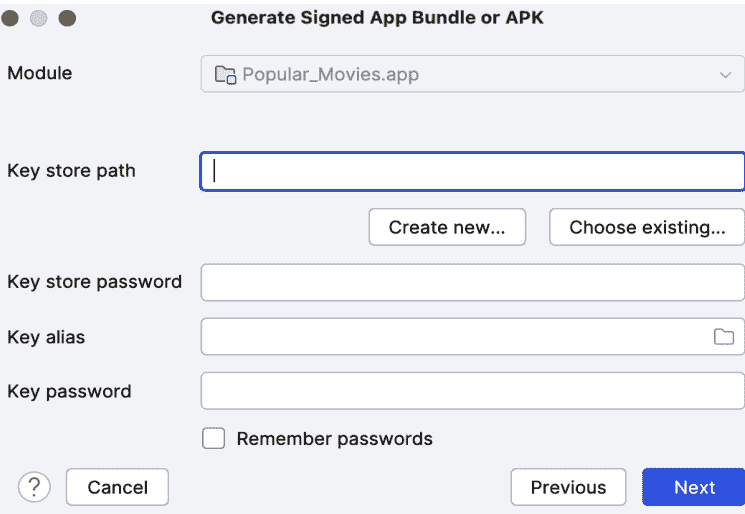 Generate Signed App Bundle or APK
Module
Popular_Movies.app
Key store path
Create new...
Choose existing...
Key store password
Key alias
Key password
Remember passwords
?
Cancel
Previous
Next